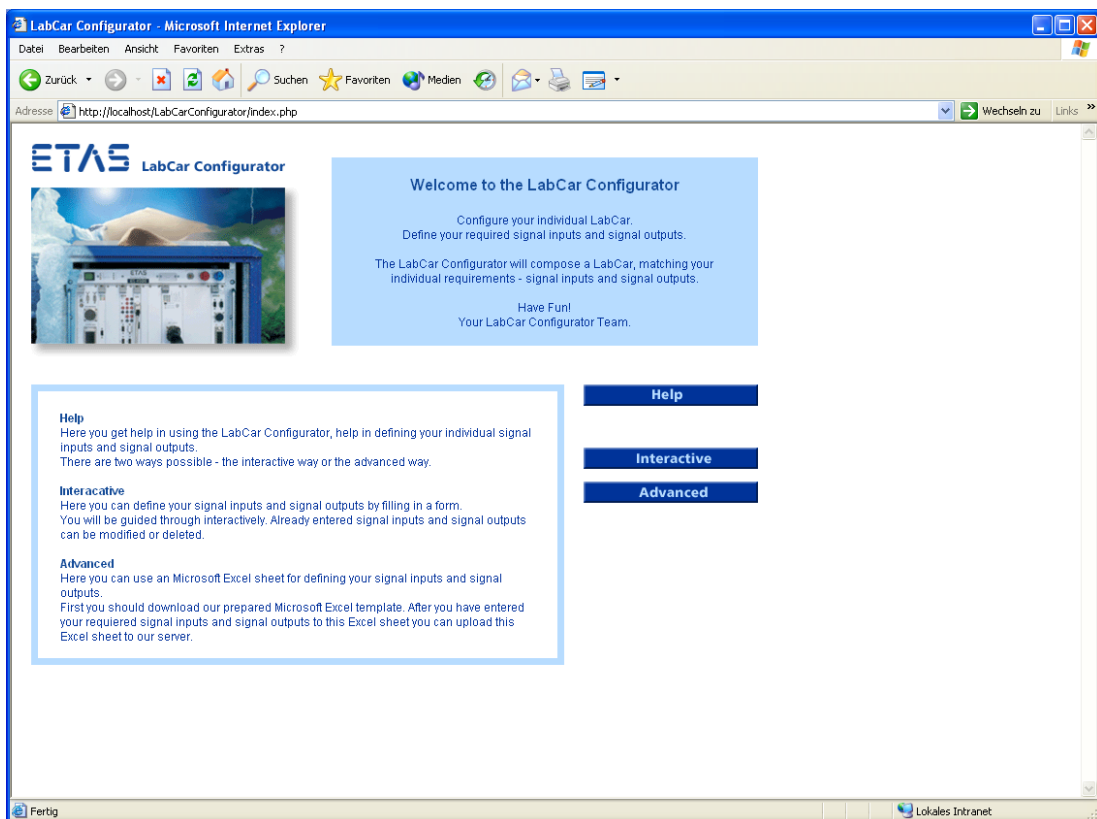 LabCar Configurator - Microsoft Internet Explorer
Datei Bearbeiten Ansicht Favoriten Extras ?
Zurück Suchen Favoriten Medien
Adresse http://localhost/LabCarConfigurator/index.php Wechseln zu Links »
ETAS LabCar Configurator
ETAS
Welcome to the LabCar Configurator
Configure your individual LabCar.
Define your required signal inputs and signal outputs.
The LabCar Configurator will compose a LabCar, matching your
individual requirements - signal inputs and signal outputs.
Have Fun!
Your LabCar Configurator Team.
Help
Here you get help in using the LabCar Configurator, help in defining your individual signal
inputs and signal outputs.
There are two ways possible - the interactive way or the advanced way.
Interacative
Here you can define your signal inputs and signal outputs by filling in a form.
You will be guided through interactively. Already entered signal inputs and signal outputs
can be modified or deleted.
Advanced
Here you can use an Microsoft Excel sheet for defining your signal inputs and signal
outputs.
First you should download our prepared Microsoft Excel template. After you have entered
your requiered signal inputs and signal outputs to this Excel sheet you can upload this
Excel sheet to our server.
Help
Interactive
Advanced
Fertig Lokales Intranet